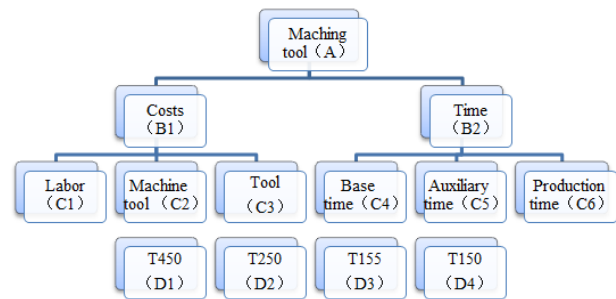 Maching
tool（A）
Costs
（B1）
Time
（B2）
Labor
（C1）
Machine
tool（C2）
Tool
（C3）
Base
time（C4）
Auxiliary
time（C5）
Production
time（C6）
T450
（D1）
T250
（D2）
T155
（D3）
T150
（D4）